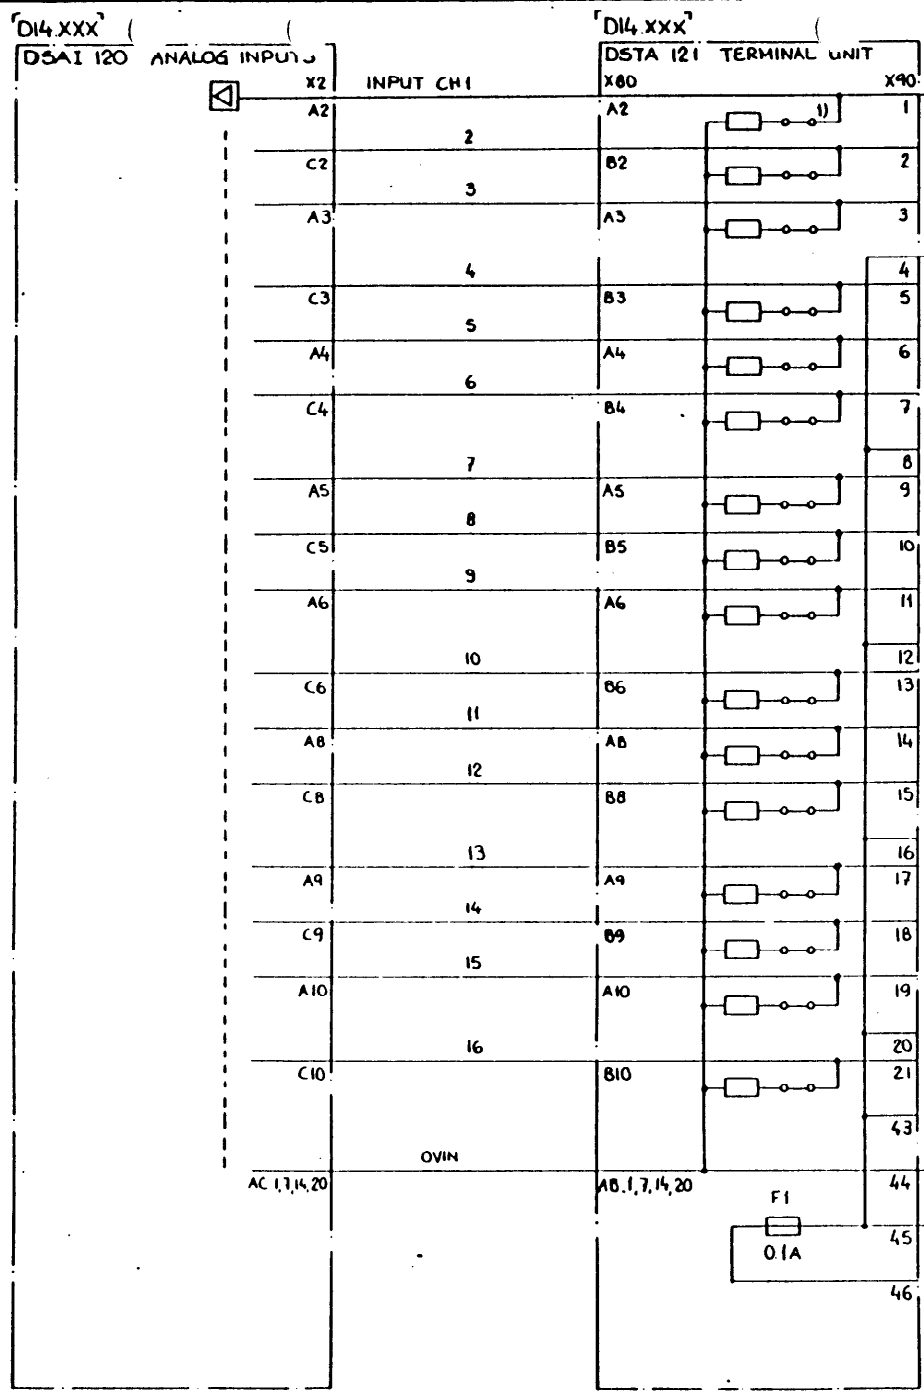 D14.XXX ( ( D14.XXX (
DSAI 120 ANALOG INPUTS DSTA 121 TERMINAL UNIT
X2 INPUT CH1 X80 X90
A2 A2 1) 1
2
C2 B2 2
3
A3 A3 3
4 4
C3 B3 5
5
A4 A4 6
6
C4 B4 7
7 8
A5 A5 9
8
C5 B5 10
9
A6 A6 11
10 12
C6 B6 13
11
A8 A8 14
12
C8 B8 15
13 16
A9 A9 17
14
C9 B9 18
15
A10 A10 19
16 20
C10 B10 21
43
0VIN
AC 1,7,14,20 AB.1,7,14,20 44
F1
45
0.1A
46